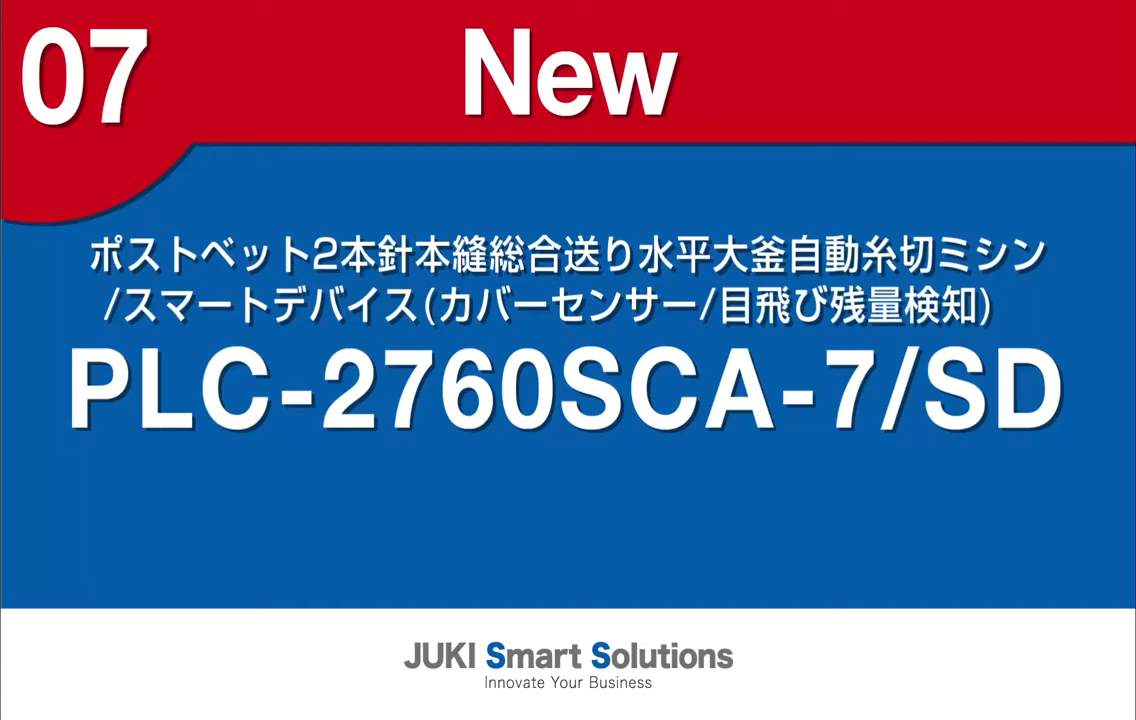 07
New
ポストベット2本針本縫総合送り水平大釜自動糸切ミシン
/スマートデバイス(カバーセンサー/目飛び残量検知)
PLC-2760SCA-7/SD
JUKI Smart Solutions
Innovate Your Business